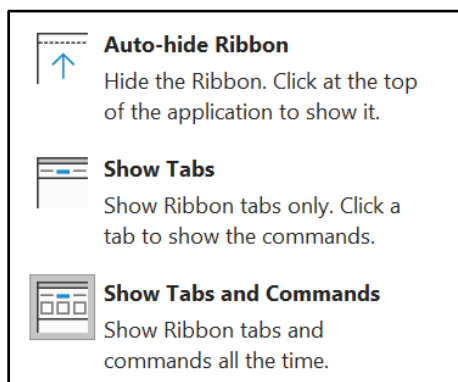 Auto-hide Ribbon
Hide the Ribbon. Click at the top
of the application to show it.
Show Tabs
Show Ribbon tabs only. Click a
tab to show the commands.
Show Tabs and Commands
Show Ribbon tabs and
commands all the time.